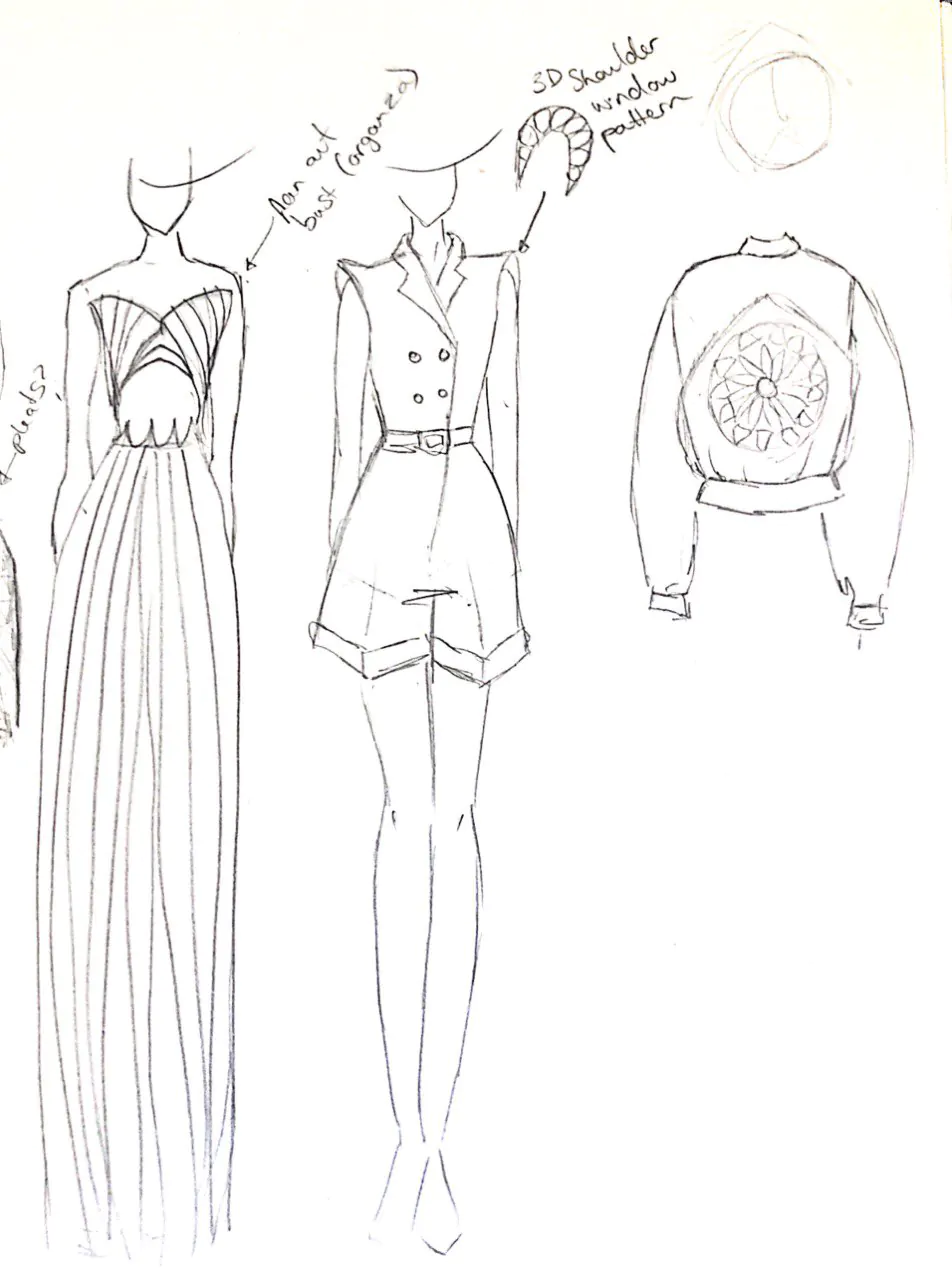 fan out
bust (organza)
3D Shoulder
window
pattern
pleats?